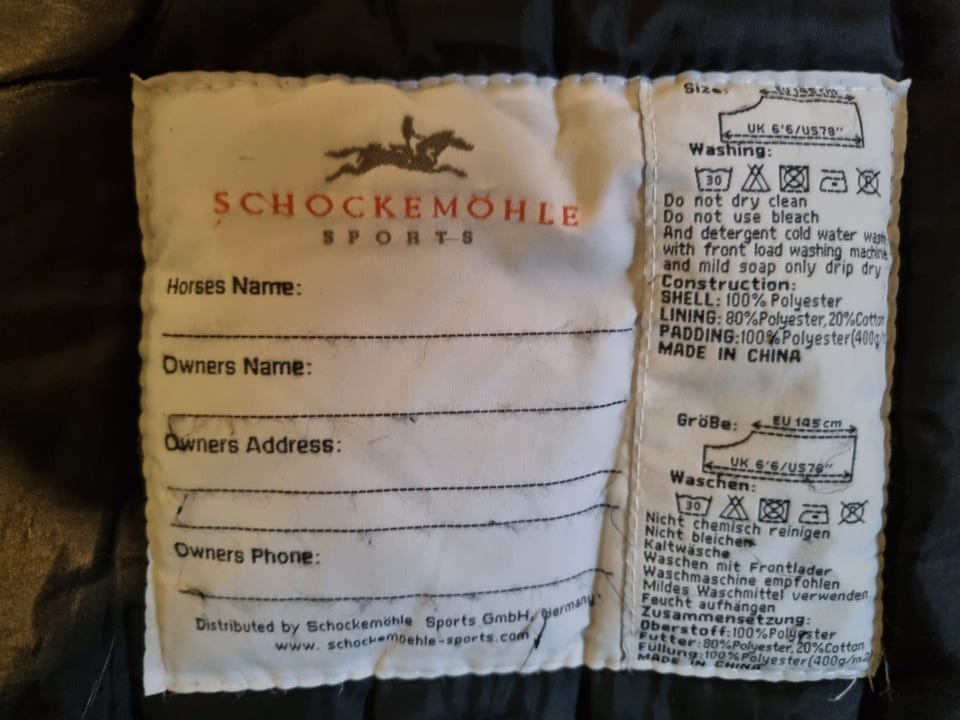 SCHOCKEMÖHLE
SPORTS
Horses Name:
Owners Name:
Owners Address:
Owners Phone:
Distributed by Schockemöhle Sports GmbH, Germany.
www.schockemoehle-sports.com
Size:
EU 145 cm
UK 6'6/US78"
Washing:
30
Do not dry clean
Do not use bleach
And detergent cold water wash
with front load washing machine
and mild soap only drip dry
Construction:
SHELL: 100% Polyester
LINING: 80%Polyester, 20%Cotton
PADDING:100%Polyester(400g/m
MADE IN CHINA
GröBe:
EU 145 cm
UK 6'6/US78"
Waschen:
30
Nicht chemisch reinigen
Nicht bleichen
Kaltwäsche
Waschen mit Frontlader
Waschmaschine empfohlen
Mildes Waschmittel verwenden
Feucht aufhängen
Zusammensetzung:
Oberstoff:100%Polyester
Futter: 80%Polyester, 20%Cotton
Füllung:100%Polyester(400g/m2)
MADE IN CHINA